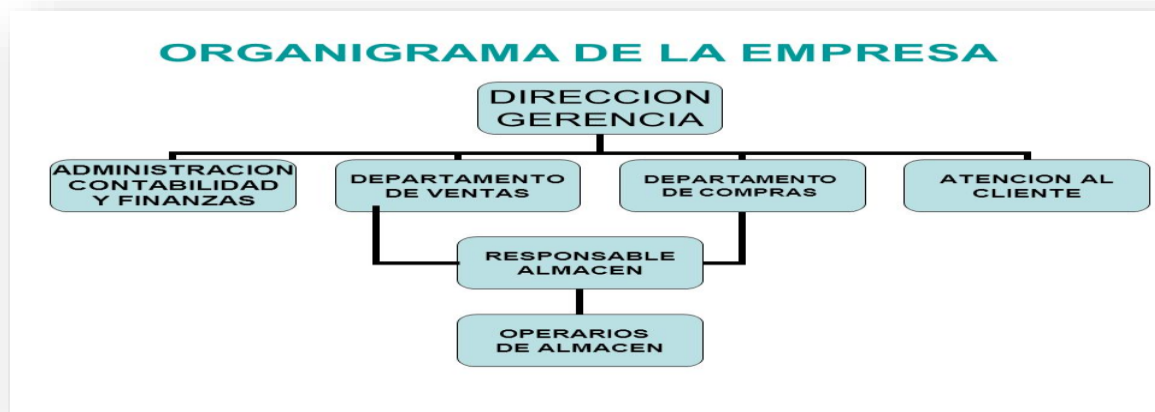 ORGANIGRAMA DE LA EMPRESA
DIRECCION
GERENCIA
ADMINISTRACION
CONTABILIDAD
Y FINANZAS
DEPARTAMENTO
DE VENTAS
DEPARTAMENTO
DE COMPRAS
ATENCION AL
CLIENTE
RESPONSABLE
ALMACEN
OPERARIOS
DE ALMACEN